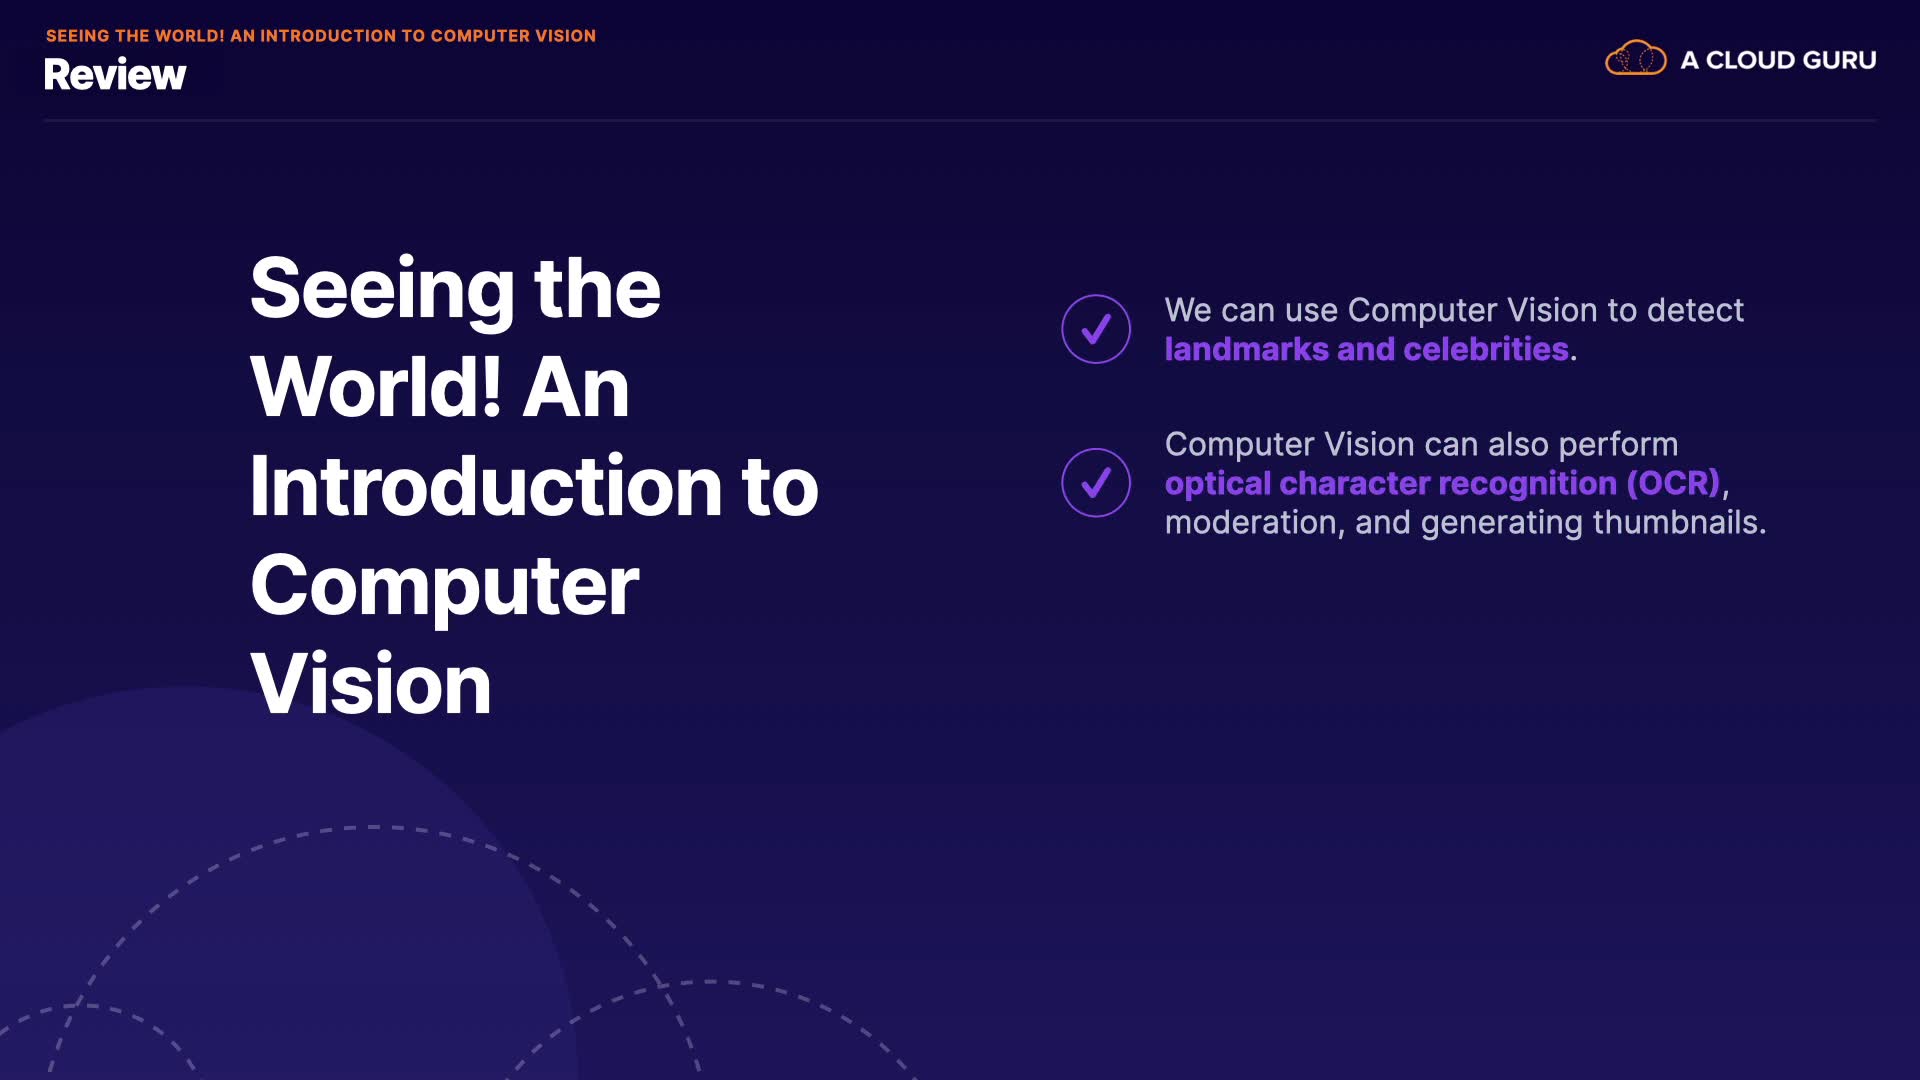 SEEING THE WORLD! AN INTRODUCTION TO COMPUTER VISION
Review
A CLOUD GURU
Seeing the
World! An
Introduction to
Computer
Vision
We can use Computer Vision to detect
landmarks and celebrities.
Computer Vision can also perform
optical character recognition (OCR),
moderation, and generating thumbnails.